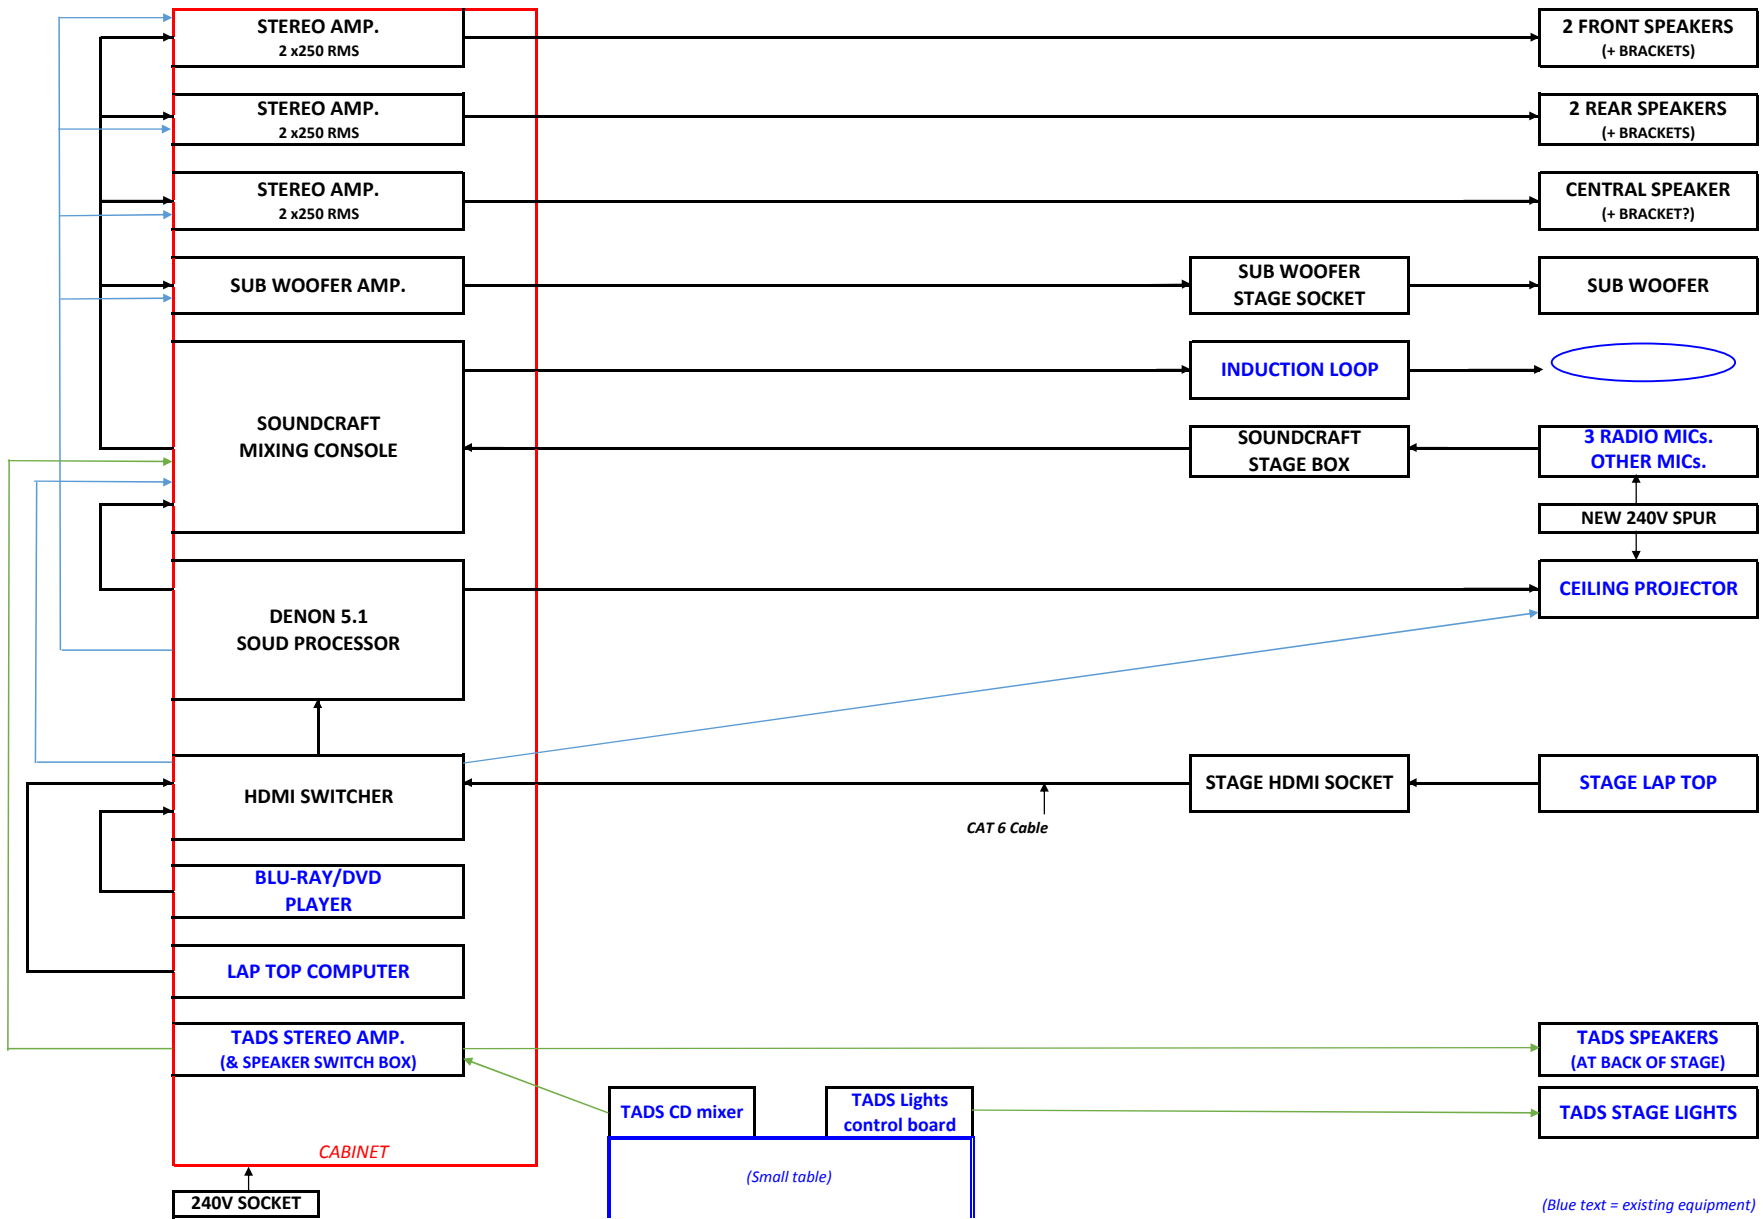 STEREO AMP.
2 x250 RMS
2 FRONT SPEAKERS
(+ BRACKETS)
STEREO AMP.
2 x250 RMS
2 REAR SPEAKERS
(+ BRACKETS)
STEREO AMP.
2 x250 RMS
CENTRAL SPEAKER
(+ BRACKET?)
SUB WOOFER AMP.
SUB WOOFER
STAGE SOCKET
SUB WOOFER
INDUCTION LOOP
SOUNDCRAFT
MIXING CONSOLE
SOUNDCRAFT
STAGE BOX
3 RADIO MICs.
OTHER MICs.
NEW 240V SPUR
DENON 5.1
SOUD PROCESSOR
CEILING PROJECTOR
HDMI SWITCHER
STAGE HDMI SOCKET
STAGE LAP TOP
CAT 6 Cable
BLU-RAY/DVD
PLAYER
LAP TOP COMPUTER
TADS STEREO AMP.
(& SPEAKER SWITCH BOX)
TADS SPEAKERS
(AT BACK OF STAGE)
TADS CD mixer
TADS Lights
control board
TADS STAGE LIGHTS
CABINET
(Small table)
240V SOCKET
(Blue text = existing equipment)